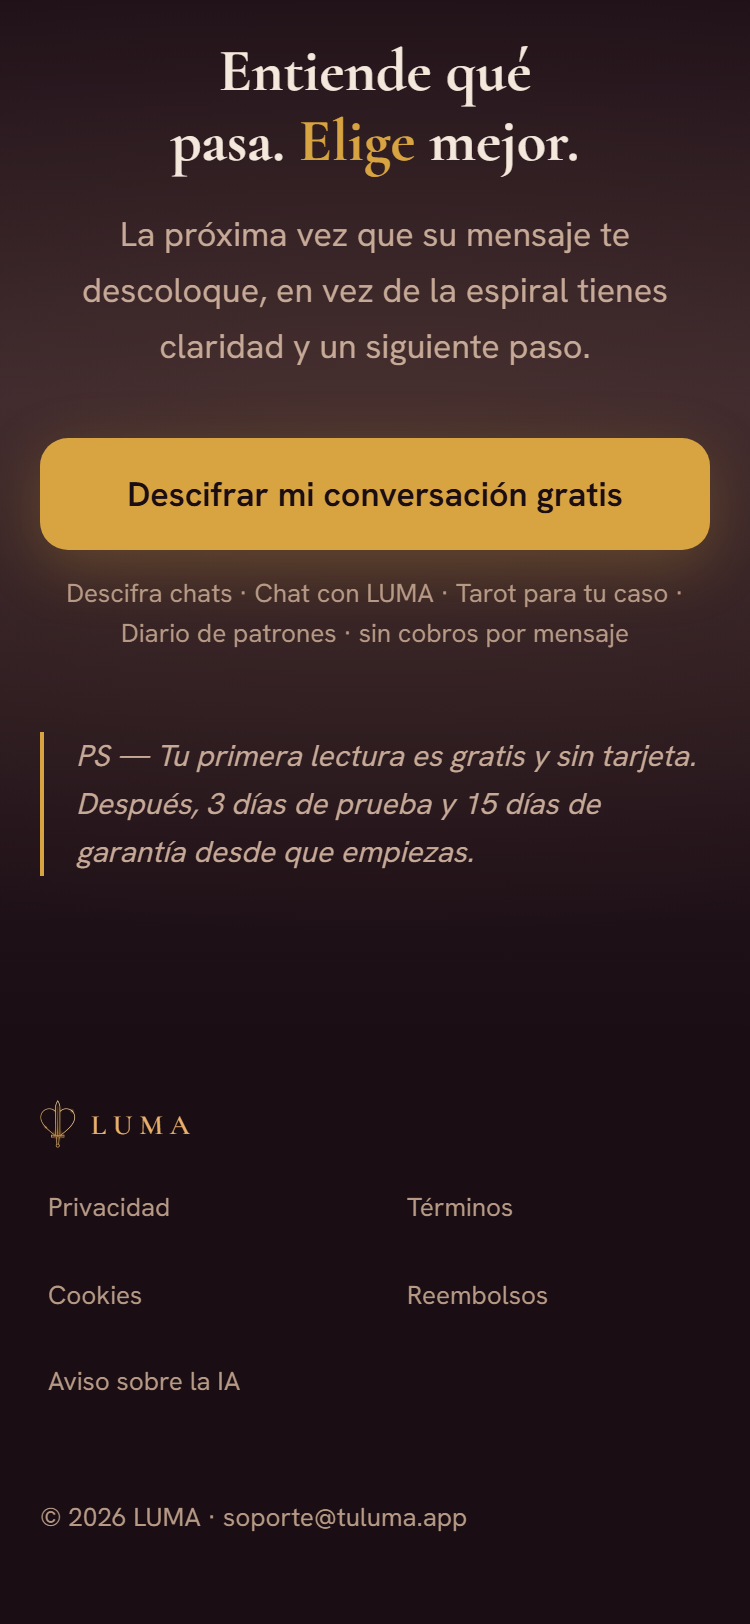 Entiende qué
pasa. Elige mejor.
La próxima vez que su mensaje te
descoloque, en vez de la espiral tienes
claridad y un siguiente paso.
Descifrar mi conversación gratis
Descifra chats · Chat con LUMA · Tarot para tu caso ·
Diario de patrones · sin cobros por mensaje
PS — Tu primera lectura es gratis y sin tarjeta.
Después, 3 días de prueba y 15 días de
garantía desde que empiezas.
LUMA
Privacidad
Términos
Cookies
Reembolsos
Aviso sobre la IA
© 2026 LUMA · soporte@tuluma.app